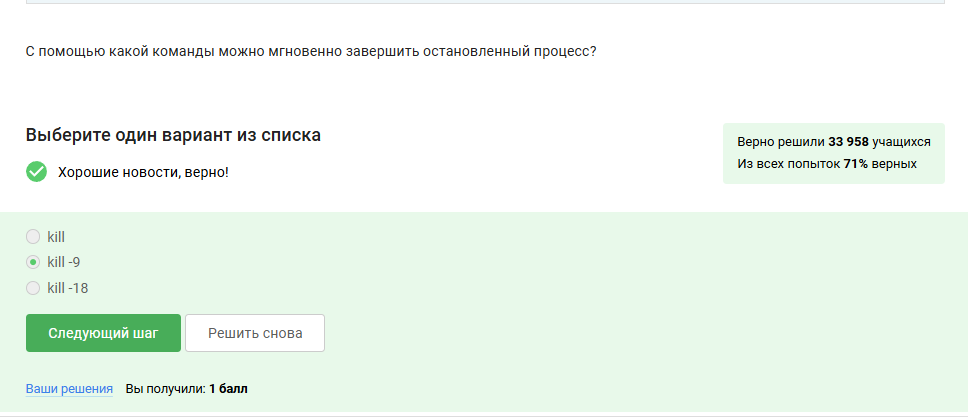 С помощью какой команды можно мгновенно завершить остановленный процесс?
Выберите один вариант из списка
Хорошие новости, верно!
Верно решили 33 958 учащихся
Из всех попыток 71% верных
kill
kill -9
kill -18
Следующий шаг
Решить снова
Ваши решения Вы получили: 1 балл